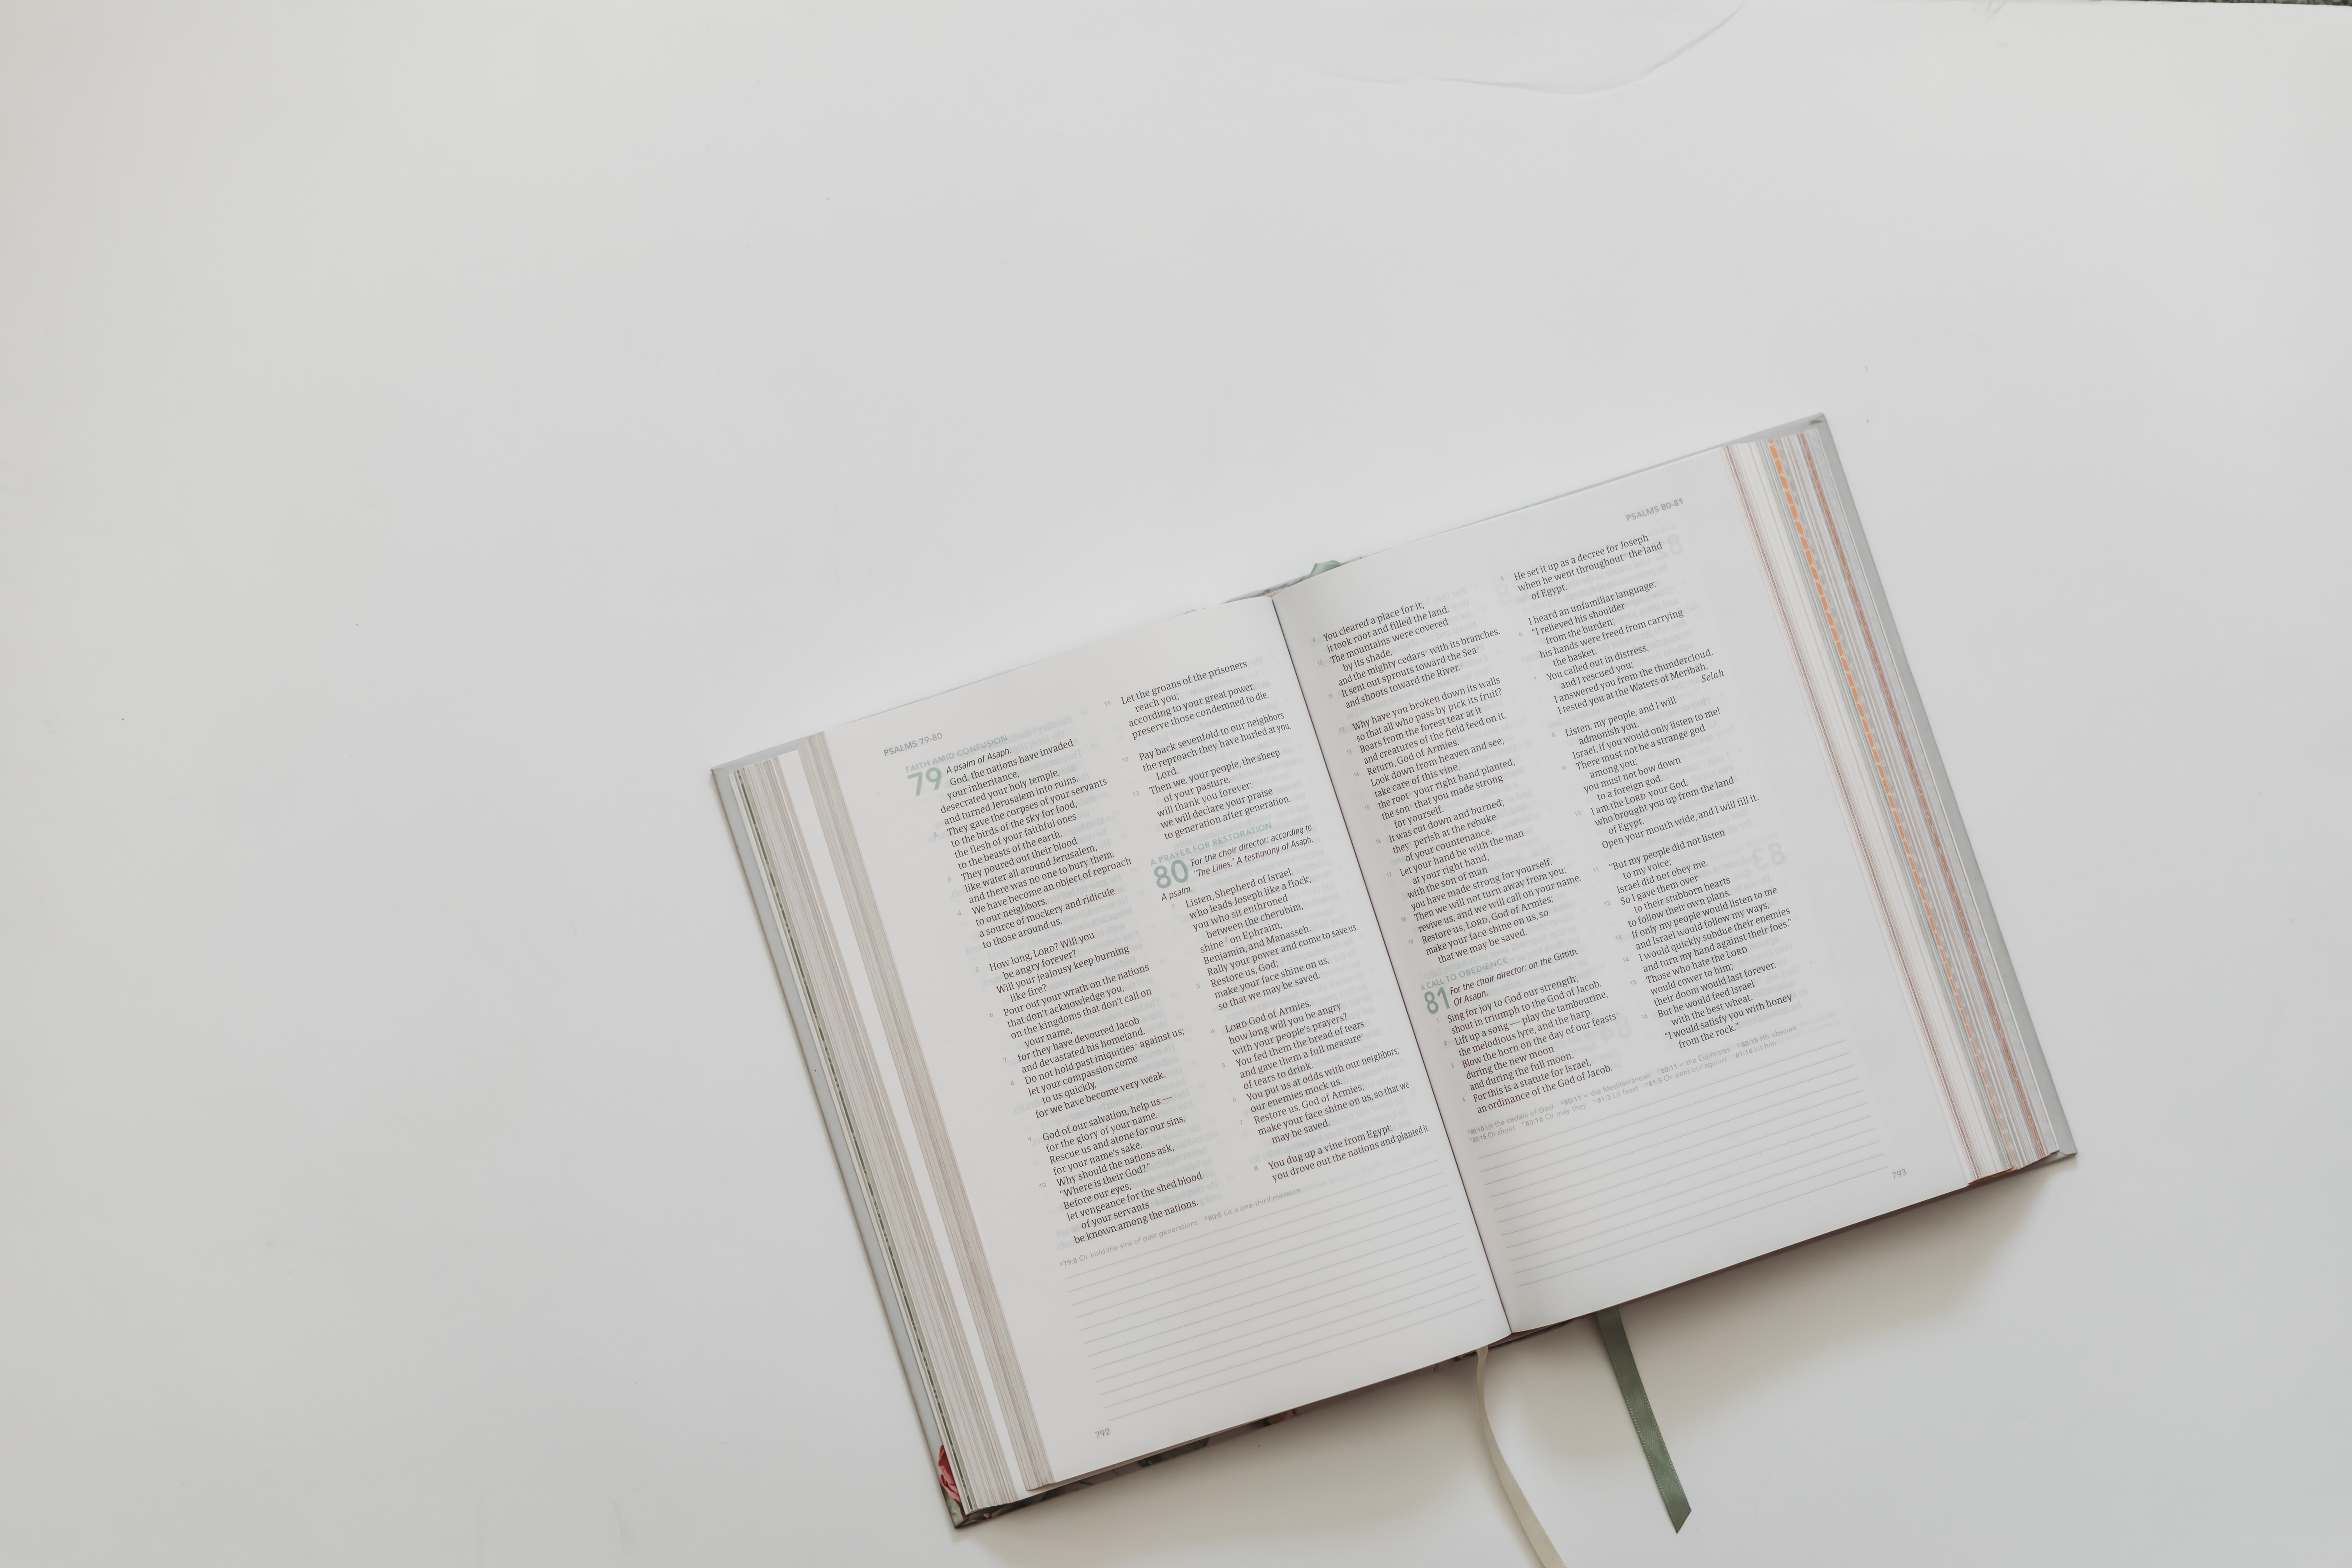 PSALMS 79-80
FAITH AMID CONFUSION
79 A psalm of Asaph.
God, the nations have invaded
your inheritance,
desecrated your holy temple,
and turned Jerusalem into ruins.
2 They gave the corpses of your servants
to the birds of the sky for food,
the flesh of your faithful ones
to the beasts of the earth.
3 They poured out their blood
like water all around Jerusalem,
and there was no one to bury them.
4 We have become an object of reproach
to our neighbors,
a source of mockery and ridicule
to those around us.
5 How long, LORD? Will you
be angry forever?
Will your jealousy keep burning
like fire?
6 Pour out your wrath on the nations
that don't acknowledge you,
on the kingdoms that don't call on
your name,
7 for they have devoured Jacob
and devastated his homeland.
8 Do not hold past iniquities against us;
let your compassion come
to us quickly,
for we have become very weak.
9 God of our salvation, help us —
for the glory of your name.
Rescue us and atone for our sins,
for your name's sake.
10 Why should the nations ask,
"Where is their God?"
Before our eyes,
let vengeance for the shed blood
of your servants
be known among the nations.
11 Let the groans of the prisoners
reach you;
according to your great power,
preserve those condemned to die.
12 Pay back sevenfold to our neighbors
the reproach they have hurled at you,
Lord.
13 Then we, your people, the sheep
of your pasture,
will thank you forever;
we will declare your praise
to generation after generation.
A PRAYER FOR RESTORATION
80 For the choir director: according to
"The Lilies." A testimony of Asaph.
A psalm.
1 Listen, Shepherd of Israel,
who leads Joseph like a flock;
you who sit enthroned
between the cherubim,
shine 2 on Ephraim,
Benjamin, and Manasseh.
Rally your power and come to save us.
3 Restore us, God;
make your face shine on us,
so that we may be saved.
4 LORD God of Armies,
how long will you be angry
with your people's prayers?
5 You fed them the bread of tears
and gave them a full measure
of tears to drink.
6 You put us at odds with our neighbors;
our enemies mock us.
7 Restore us, God of Armies;
make your face shine on us, so that we
may be saved.
8 You dug up a vine from Egypt;
you drove out the nations and planted it.
79:8 Or hold the sins of past generations 80:5 Lit a one-third measure
792
PSALMS 80-81
9 You cleared a place for it;
it took root and filled the land.
10 The mountains were covered
by its shade,
and the mighty cedars with its branches.
11 It sent out sprouts toward the Sea
and shoots toward the River.
12 Why have you broken down its walls
so that all who pass by pick its fruit?
13 Boars from the forest tear at it
and creatures of the field feed on it.
14 Return, God of Armies.
Look down from heaven and see;
take care of this vine,
15 the root your right hand planted,
the son that you made strong
for yourself.
16 It was cut down and burned;
they perish at the rebuke
of your countenance.
17 Let your hand be with the man
at your right hand,
with the son of man
you have made strong for yourself.
18 Then we will not turn away from you;
revive us, and we will call on your name.
19 Restore us, LORD, God of Armies;
make your face shine on us, so
that we may be saved.
A CALL TO OBEDIENCE
81 For the choir director: on the Gittith.
Of Asaph.
1 Sing for joy to God our strength;
shout in triumph to the God of Jacob.
2 Lift up a song — play the tambourine,
the melodious lyre, and the harp.
3 Blow the horn on the day of our feasts
during the new moon
and during the full moon.
4 For this is a statute for Israel,
an ordinance of the God of Jacob.
5 He set it up as a decree for Joseph
when he went throughout the land
of Egypt.
I heard an unfamiliar language:
6 "I relieved his shoulder
from the burden;
his hands were freed from carrying
the basket.
7 You called out in distress,
and I rescued you;
I answered you from the thundercloud.
I tested you at the Waters of Meribah.
Selah
8 Listen, my people, and I will
admonish you.
Israel, if you would only listen to me!
9 There must not be a strange god
among you;
you must not bow down
to a foreign god.
10 I am the LORD your God,
who brought you up from the land
of Egypt.
Open your mouth wide, and I will fill it.
11 "But my people did not listen
to my voice;
Israel did not obey me.
12 So I gave them over
to their stubborn hearts
to follow their own plans.
13 If only my people would listen to me
and Israel would follow my ways,
14 I would quickly subdue their enemies
and turn my hand against their foes."
15 Those who hate the LORD
would cower to him;
their doom would last forever.
16 But he would feed Israel
with the best wheat.
"I would satisfy you with honey
from the rock."
80:10 Lit the cedars of God 80:11 = the Mediterranean 80:11 = the Euphrates 80:15 Hb obscure
80:15 Or shoot 80:16 Or may they 81:3 Lit feast 81:5 Or went out against 81:16 Lit him
793